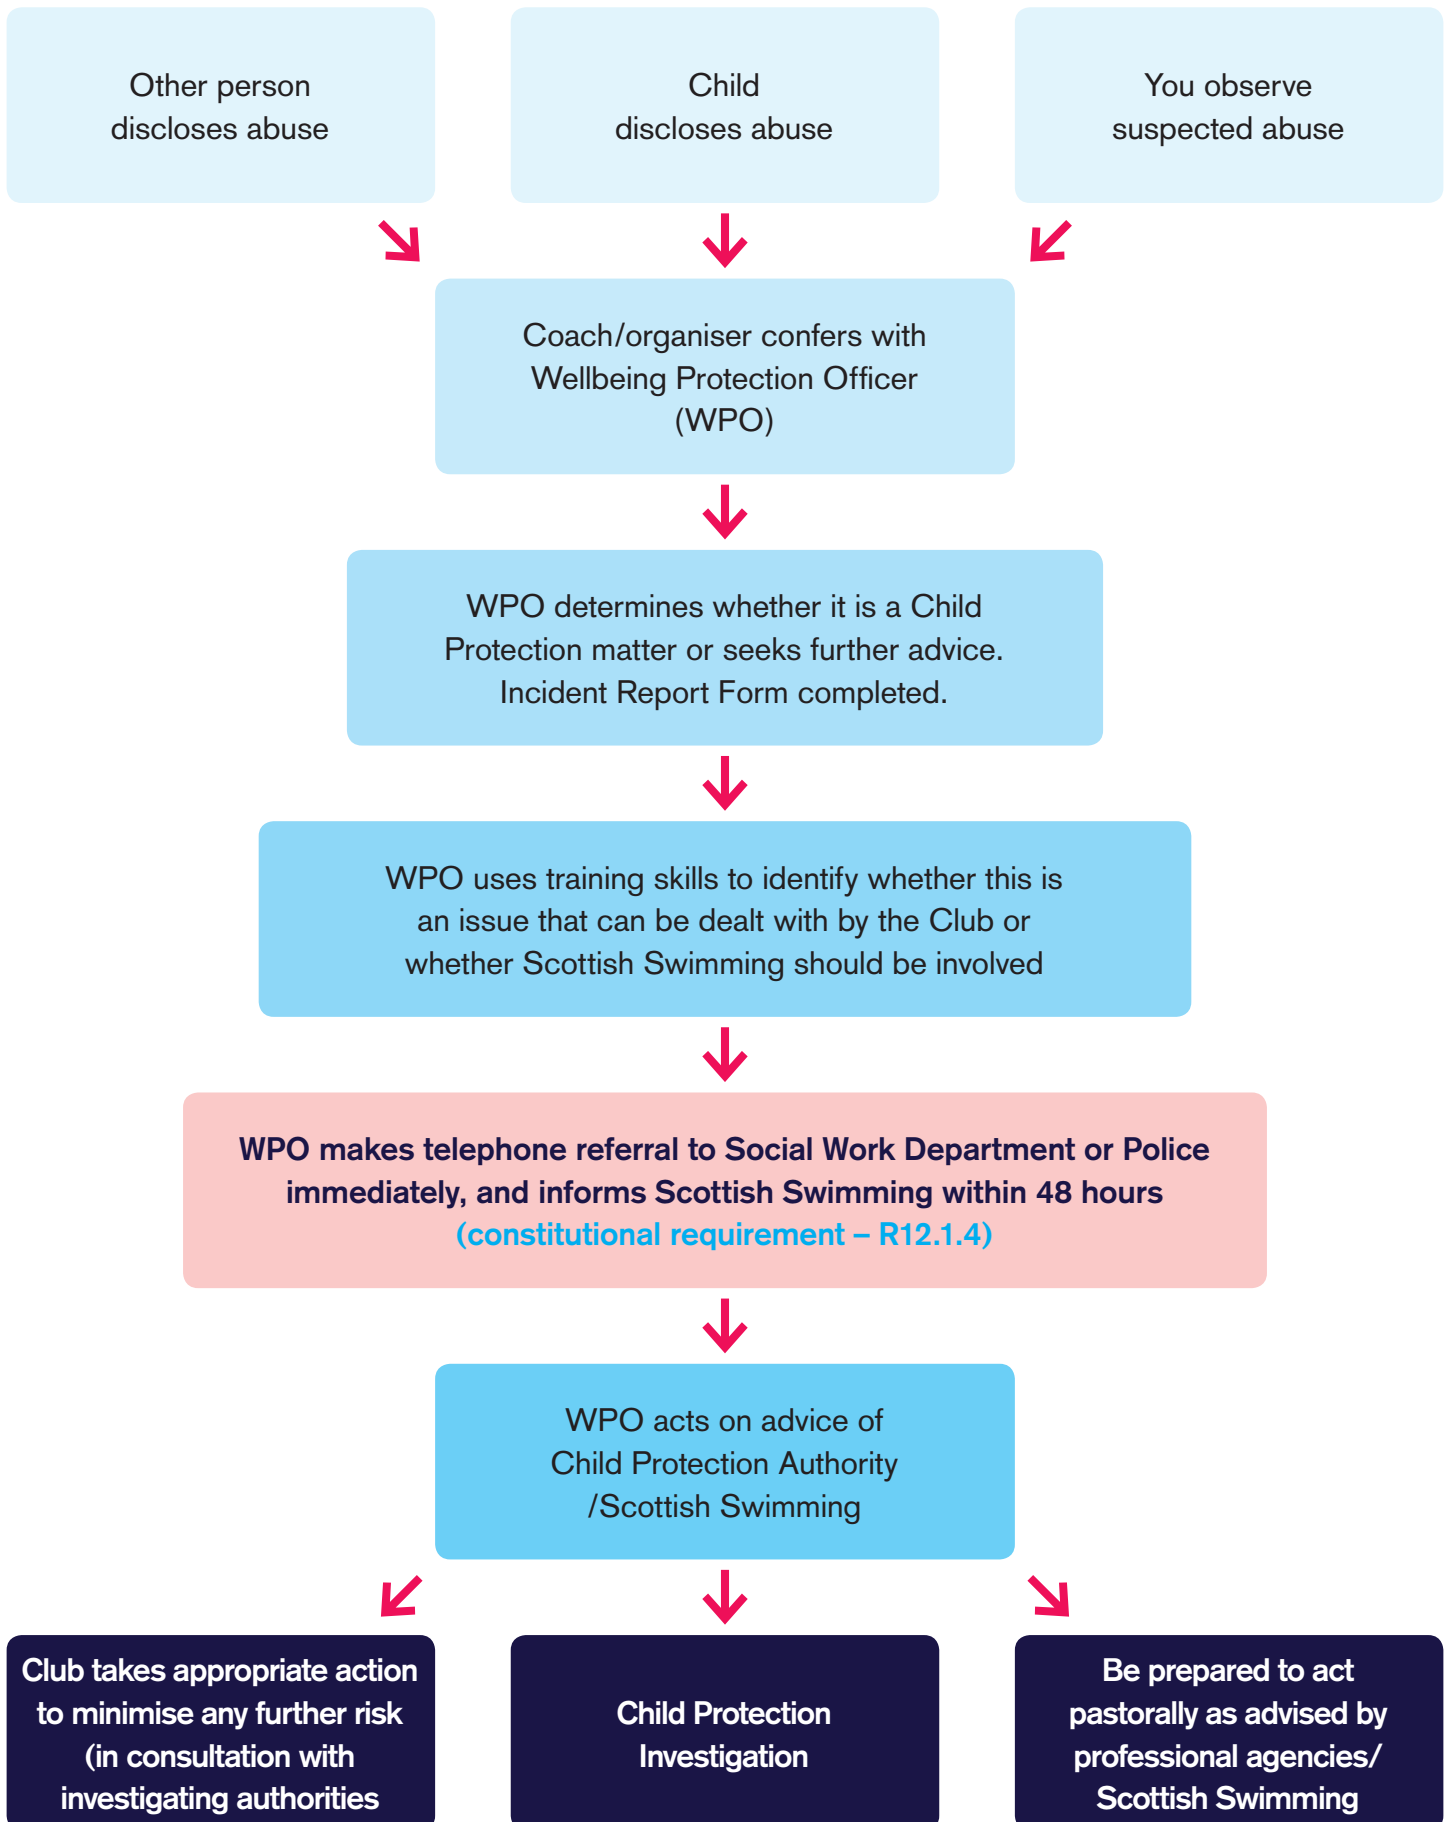 Other person
discloses abuse
Child
discloses abuse
You observe
suspected abuse
Coach/organiser confers with
Wellbeing Protection Officer
(WPO)
WPO determines whether it is a Child
Protection matter or seeks further advice.
Incident Report Form completed.
WPO uses training skills to identify whether this is
an issue that can be dealt with by the Club or
whether Scottish Swimming should be involved
WPO makes telephone referral to Social Work Department or Police
immediately, and informs Scottish Swimming within 48 hours
(constitutional requirement – R12.1.4)
WPO acts on advice of
Child Protection Authority
/Scottish Swimming
Club takes appropriate action
to minimise any further risk
(in consultation with
investigating authorities
Child Protection
Investigation
Be prepared to act
pastorally as advised by
professional agencies/
Scottish Swimming